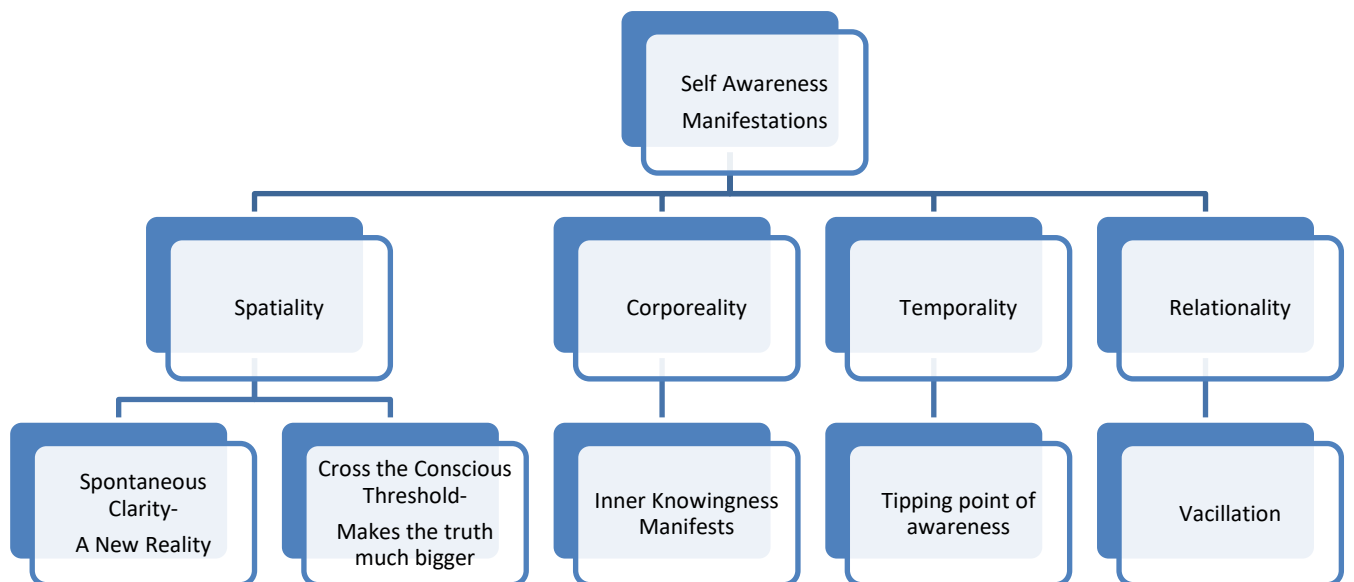 Self Awareness
Manifestations
Spatiality
Corporeality
Temporality
Relationality
Spontaneous
Clarity-
A New Reality
Cross the Conscious
Threshold-
Makes the truth
much bigger
Inner Knowingness
Manifests
Tipping point of
awareness
Vacillation